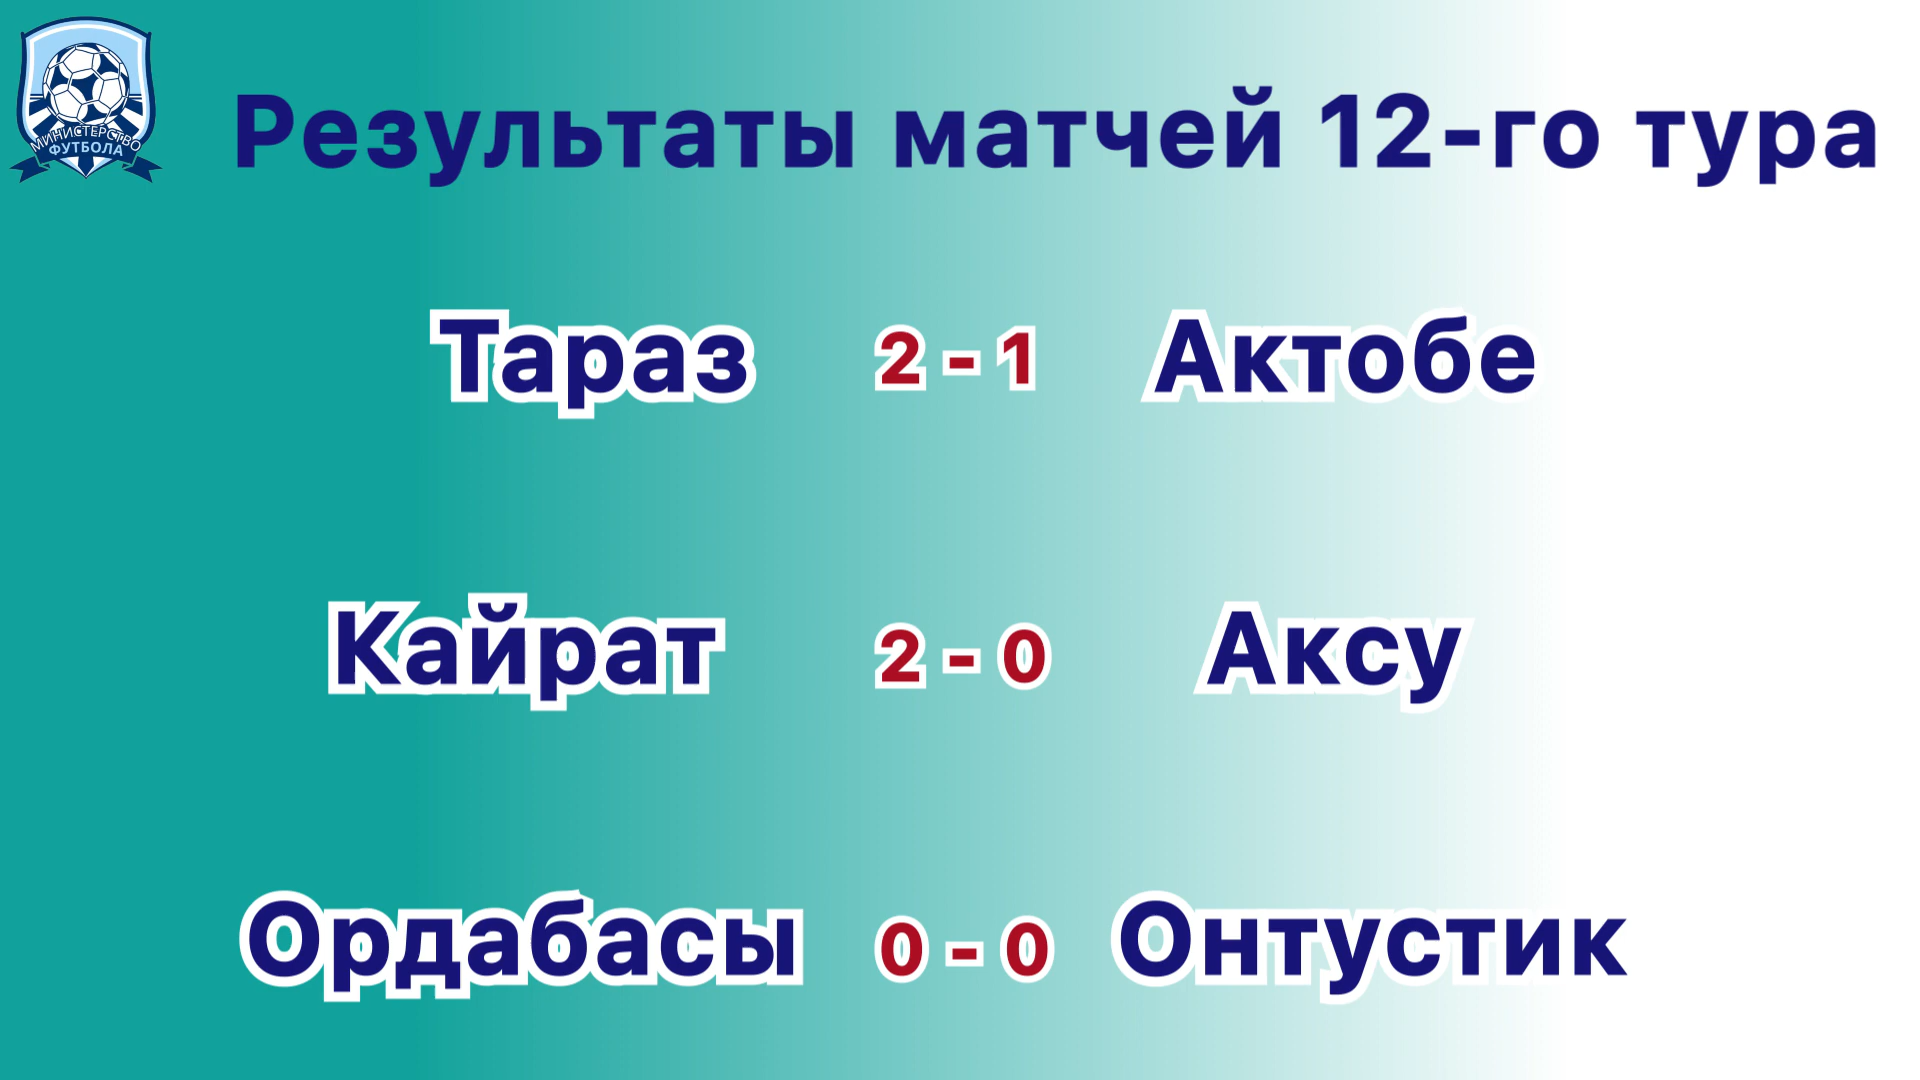 МИНИСТЕРСТВО
ФУТБОЛА
Результаты матчей 12-го тура
Тараз 2 - 1 Актобе
Кайрат 2 - 0 Аксу
Ордабасы 0 - 0 Онтустик